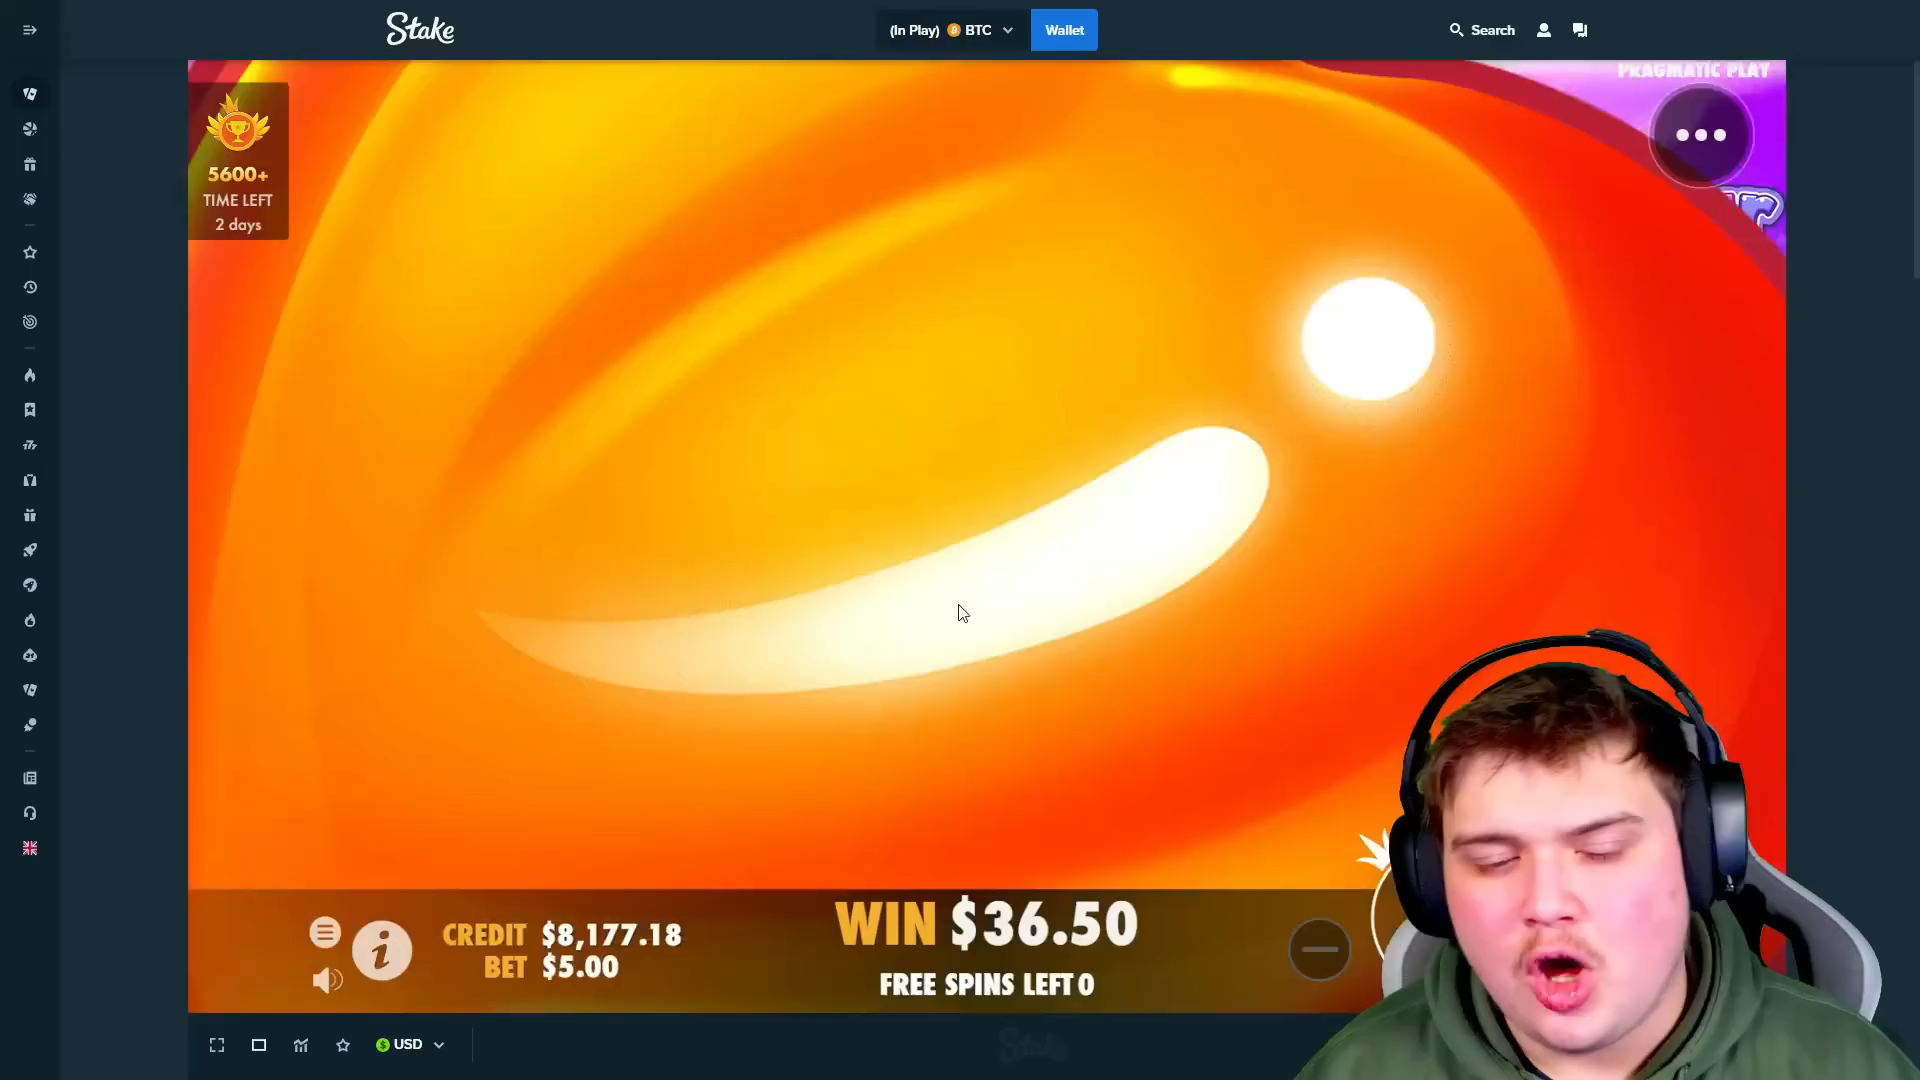 Stake
(In Play) BTC
Wallet
Search
PRAGMATIC PLAY
5600+
TIME LEFT
2 days
CREDIT $8,177.18
BET $5.00
WIN $36.50
FREE SPINS LEFT 0
USD
Stake